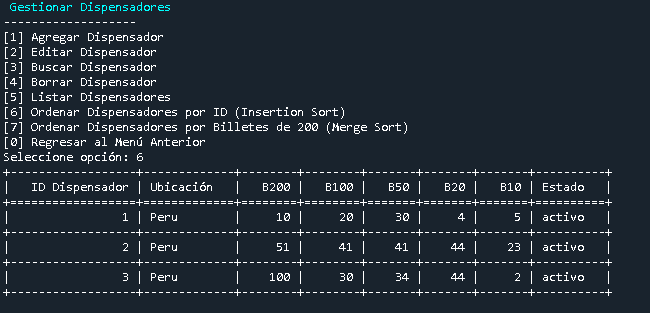 Gestionar Dispensadores
------------------
[1] Agregar Dispensador
[2] Editar Dispensador
[3] Buscar Dispensador
[4] Borrar Dispensador
[5] Listar Dispensadores
[6] Ordenar Dispensadores por ID (Insertion Sort)
[7] Ordenar Dispensadores por Billetes de 200 (Merge Sort)
[0] Regresar al Menú Anterior
Seleccione opción: 6
+------------------+-------------+--------+--------+-------+-------+-------+----------+
|   ID Dispensador | Ubicación   |   B200 |   B100 |   B50 |   B20 |   B10 | Estado   |
+==================+=============+========+========+=======+=======+=======+==========+
|                1 | Peru        |     10 |     20 |    30 |     4 |     5 | activo   |
+------------------+-------------+--------+--------+-------+-------+-------+----------+
|                2 | Peru        |     51 |     41 |    41 |    44 |    23 | activo   |
+------------------+-------------+--------+--------+-------+-------+-------+----------+
|                3 | Peru        |    100 |     30 |    34 |    44 |     2 | activo   |
+------------------+-------------+--------+--------+-------+-------+-------+----------+